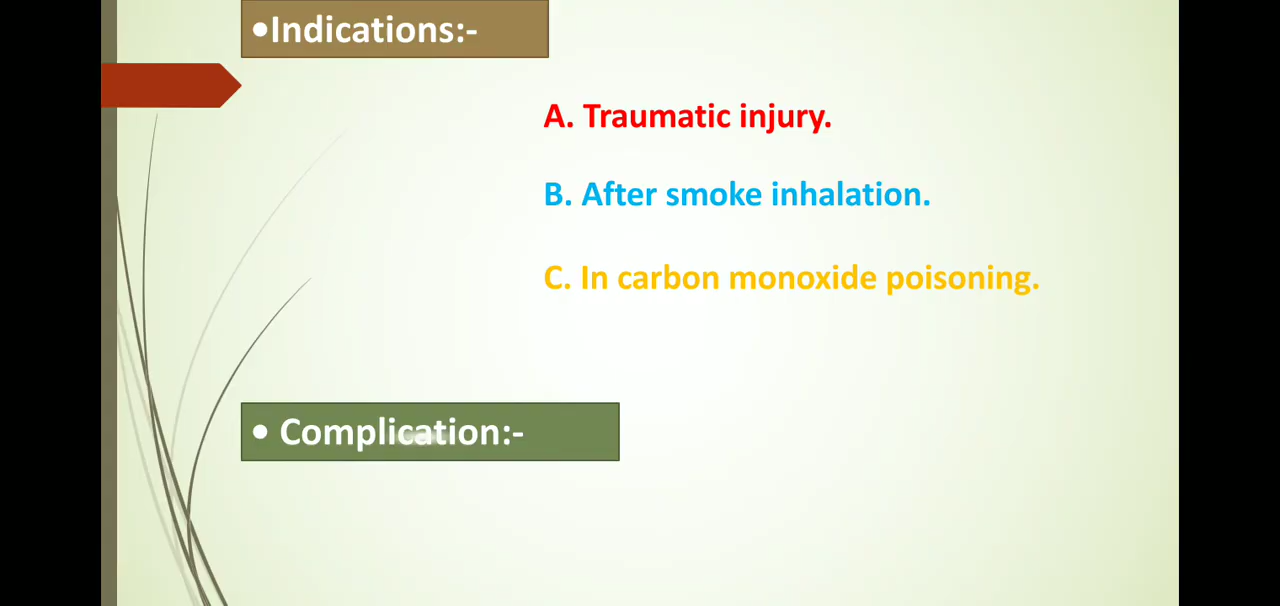 •Indications:-
A. Traumatic injury.
B. After smoke inhalation.
C. In carbon monoxide poisoning.
• Complication:-